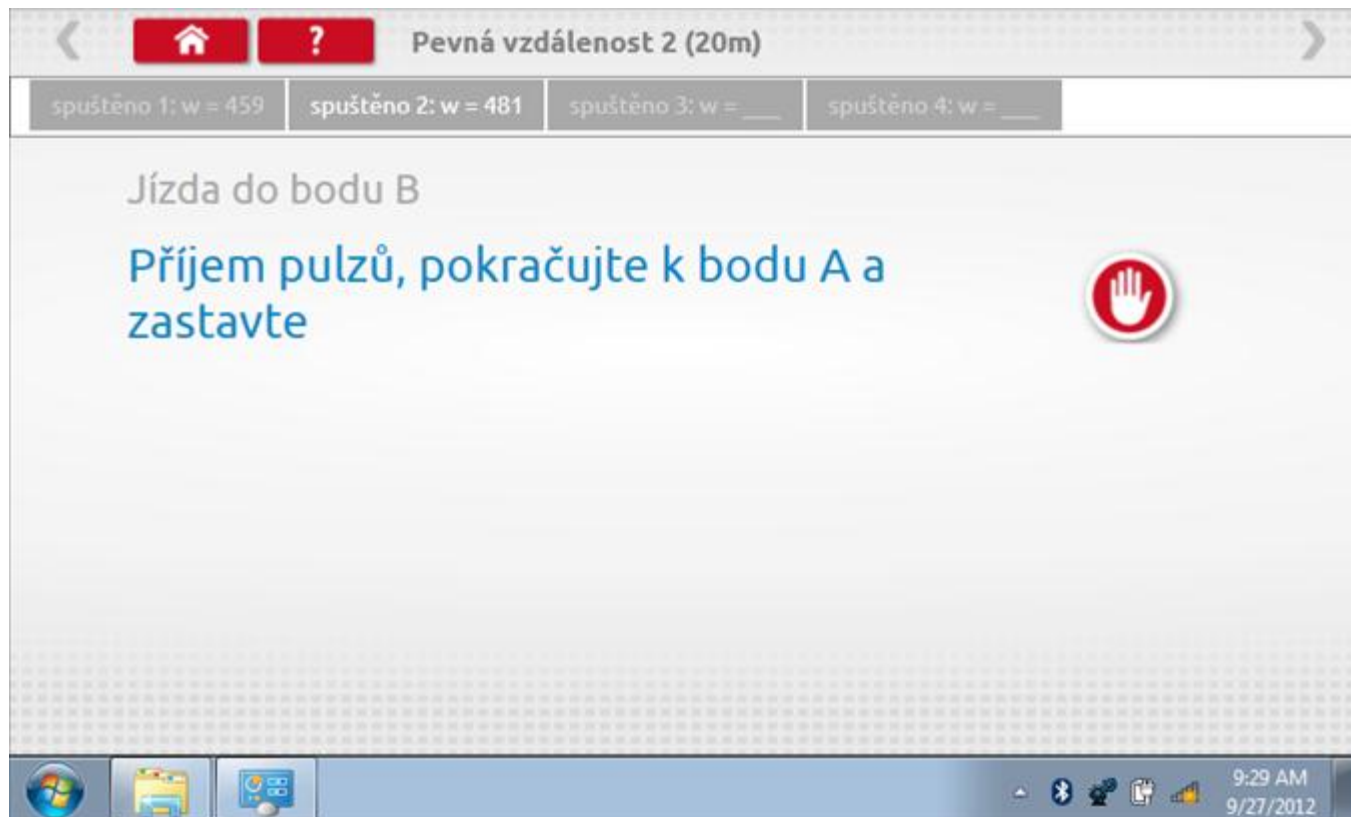 ? Pevná vzdálenost 2 (20m)
spuštěno 1: w = 459 spuštěno 2: w = 481 spuštěno 3: w = ___ spuštěno 4: w = ___
Jízda do bodu B
Příjem pulzů, pokračujte k bodu A a
zastavte
9:29 AM
9/27/2012